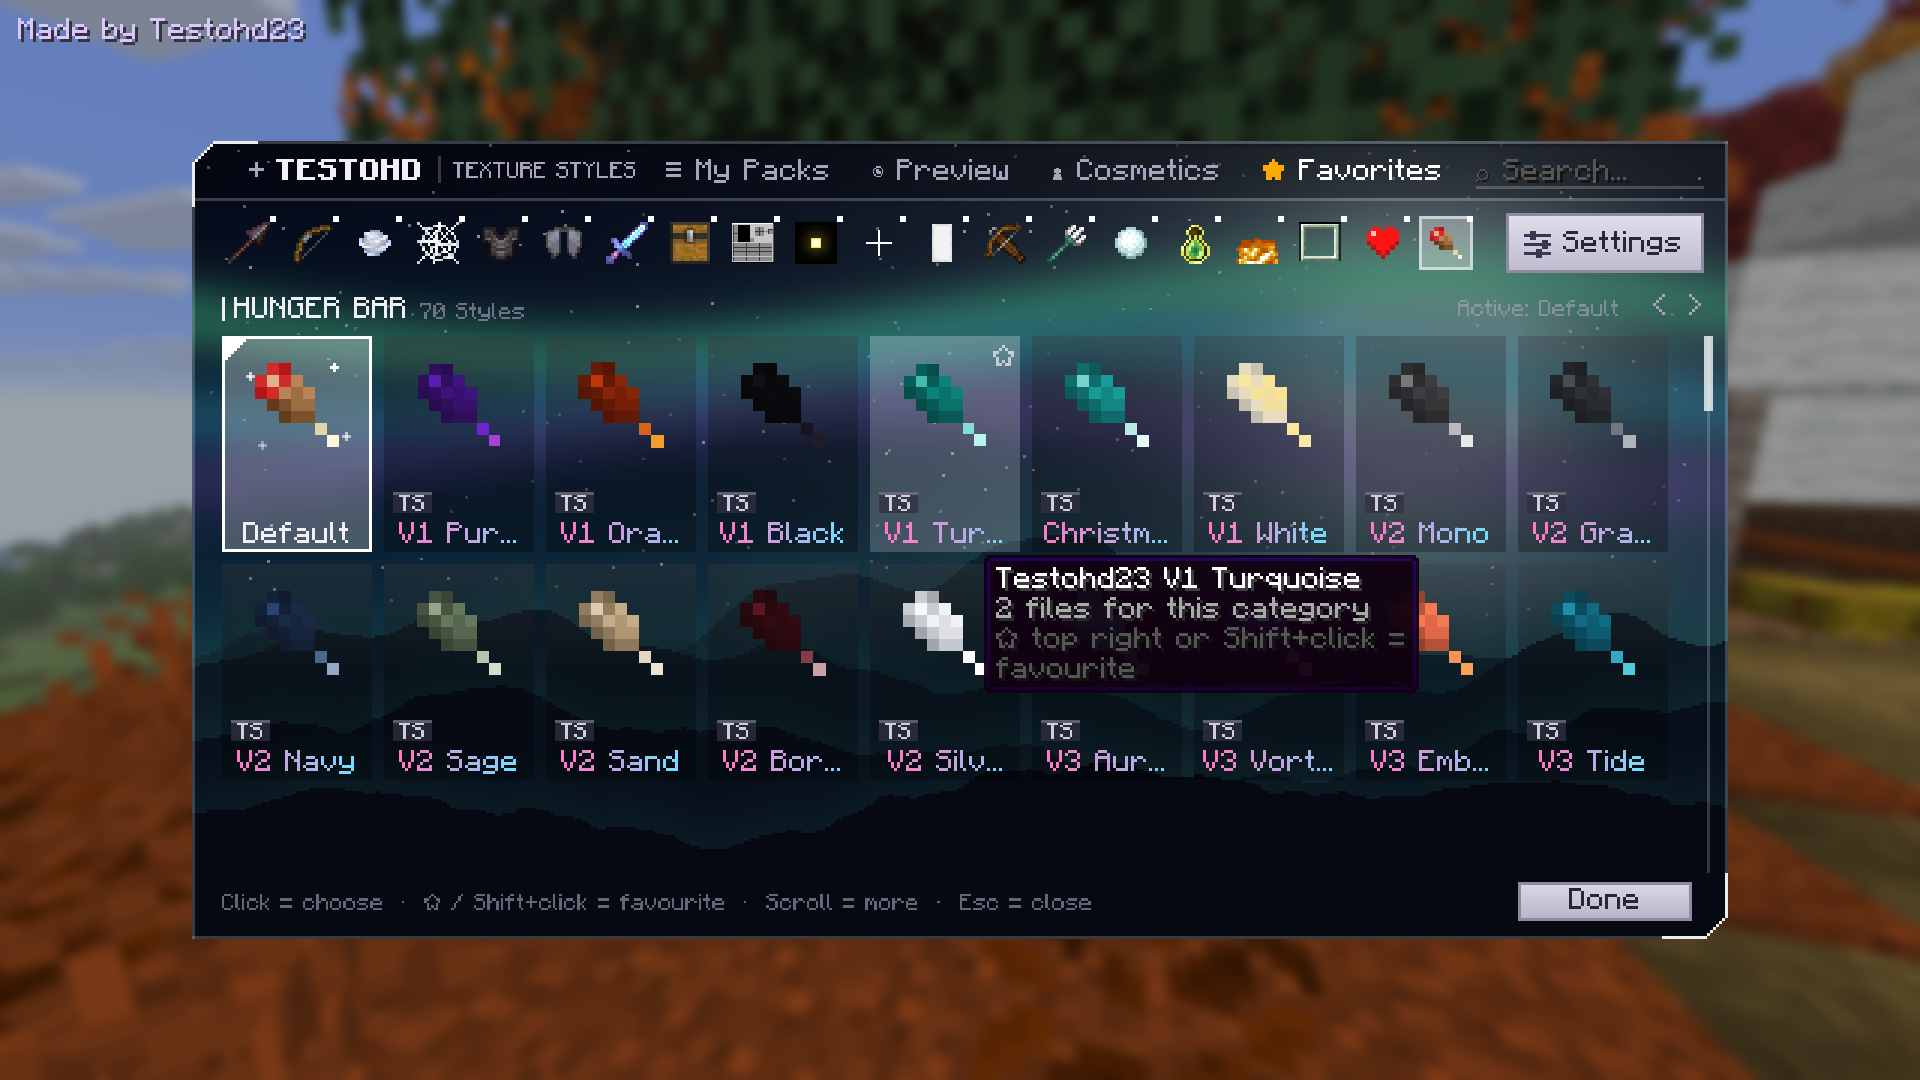 Made by Testohd23
+ TESTOHD | TEXTURE STYLES ≡ My Packs Preview Cosmetics ★ Favorites Search...
Settings
HUNGER BAR 70 Styles Active: Default < >
Default
TS
V1 Pur...
TS
V1 Ora...
TS
V1 Black
TS
V1 Tur...
TS
Christm...
TS
V1 White
TS
V2 Mono
TS
V2 Gra...
Testohd23 V1 Turquoise
2 files for this category
☆ top right or Shift+click =
favourite
TS
V2 Navy
TS
V2 Sage
TS
V2 Sand
TS
V2 Bor...
TS
V2 Silv...
TS
V3 Aur...
TS
V3 Vort...
TS
V3 Emb...
TS
V3 Tide
Click = choose · ☆ / Shift+click = favourite · Scroll = more · Esc = close
Done